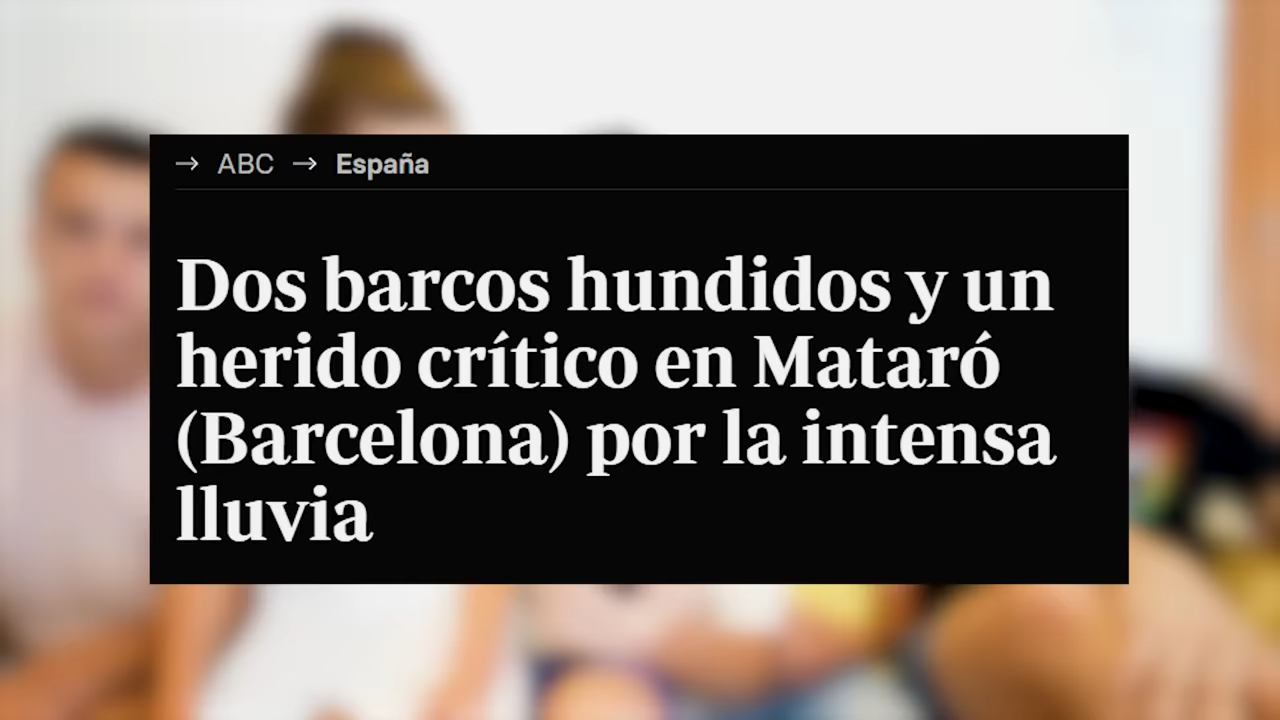 → ABC → España
Dos barcos hundidos y un
herido crítico en Mataró
(Barcelona) por la intensa
lluvia